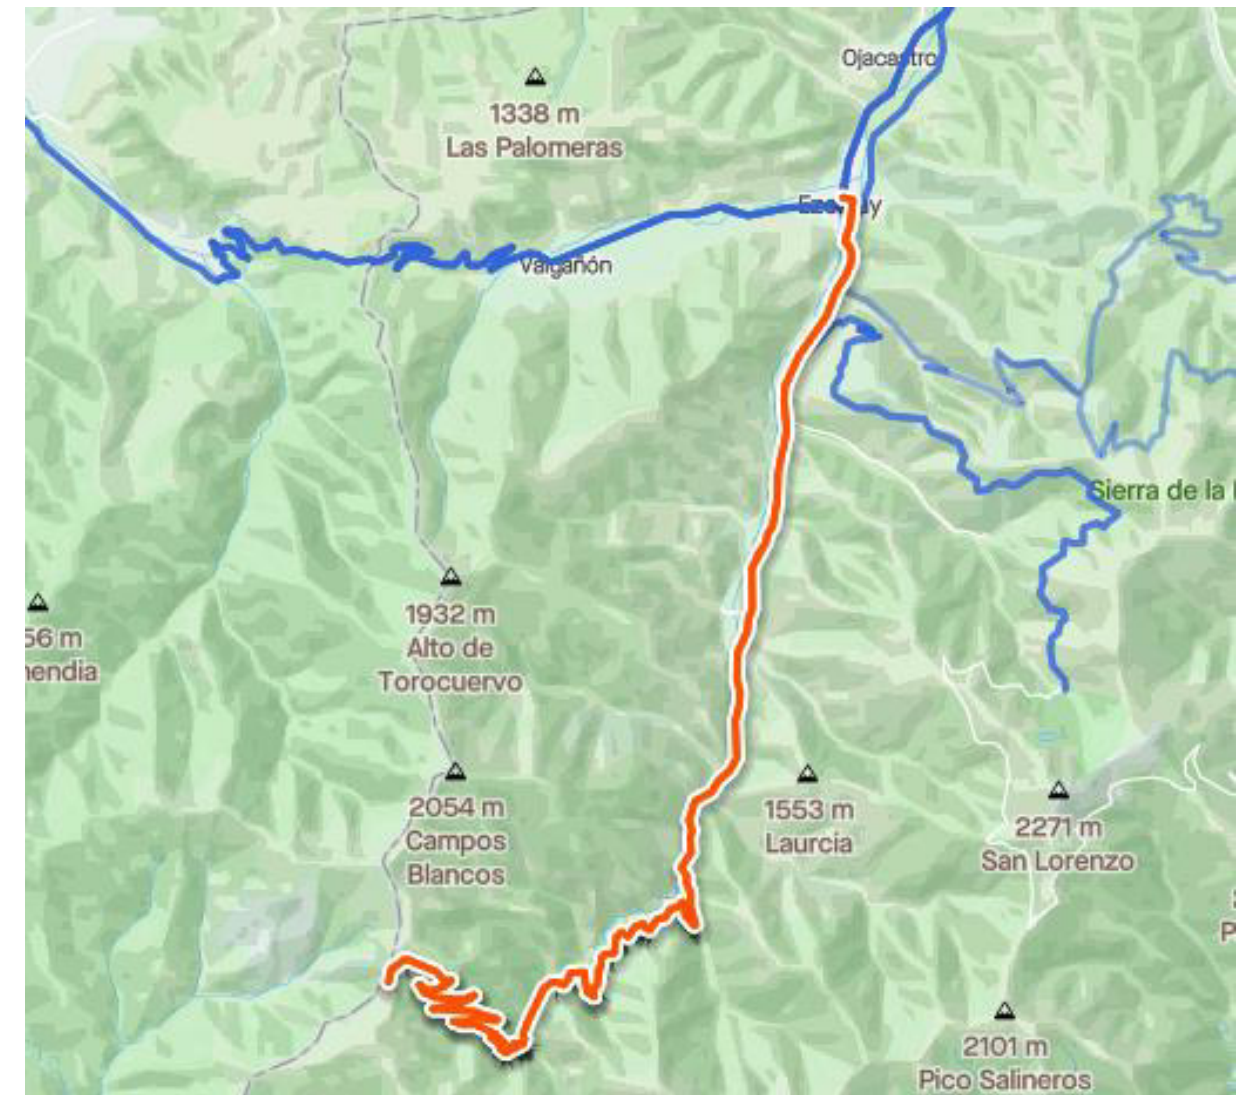 Ojacastro
1338 m
Las Palomeras
Valgañón
Sierra de la
1932 m
Alto de
Torocuervo
56 m
2054 m
Campos
Blancos
1553 m
Laurcia
2271 m
San Lorenzo
P
2101 m
Pico Salineros